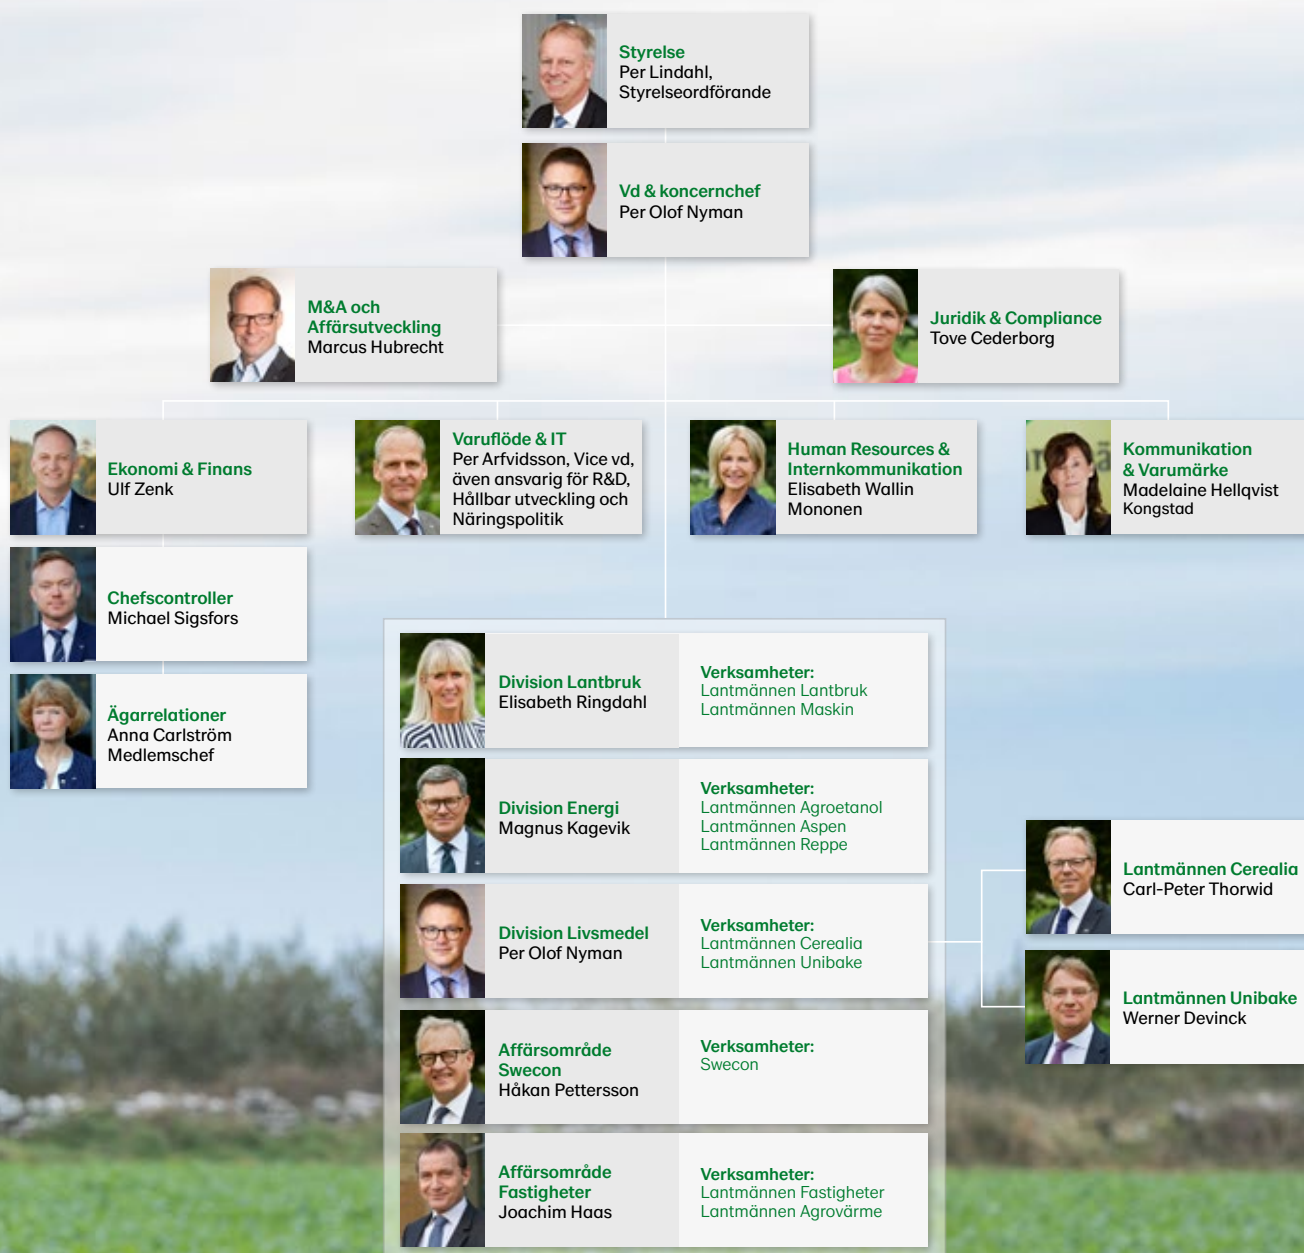 Styrelse
Per Lindahl,
Styrelseordförande
Vd & koncernchef
Per Olof Nyman
M&A och
Affärsutveckling
Marcus Hubrecht
Juridik & Compliance
Tove Cederborg
Ekonomi & Finans
Ulf Zenk
Varuflöde & IT
Per Arfvidsson, Vice vd,
även ansvarig för R&D,
Hållbar utveckling och
Näringspolitik
Human Resources &
Internkommunikation
Elisabeth Wallin
Mononen
Kommunikation
& Varumärke
Madelaine Hellqvist
Kongstad
Chefscontroller
Michael Sigsfors
Ägarrelationer
Anna Carlström
Medlemschef
Division Lantbruk
Elisabeth Ringdahl
Verksamheter:
Lantmännen Lantbruk
Lantmännen Maskin
Division Energi
Magnus Kagevik
Verksamheter:
Lantmännen Agroetanol
Lantmännen Aspen
Lantmännen Reppe
Division Livsmedel
Per Olof Nyman
Verksamheter:
Lantmännen Cerealia
Lantmännen Unibake
Lantmännen Cerealia
Carl-Peter Thorwid
Lantmännen Unibake
Werner Devinck
Affärsområde
Swecon
Håkan Pettersson
Verksamheter:
Swecon
Affärsområde
Fastigheter
Joachim Haas
Verksamheter:
Lantmännen Fastigheter
Lantmännen Agrovärme